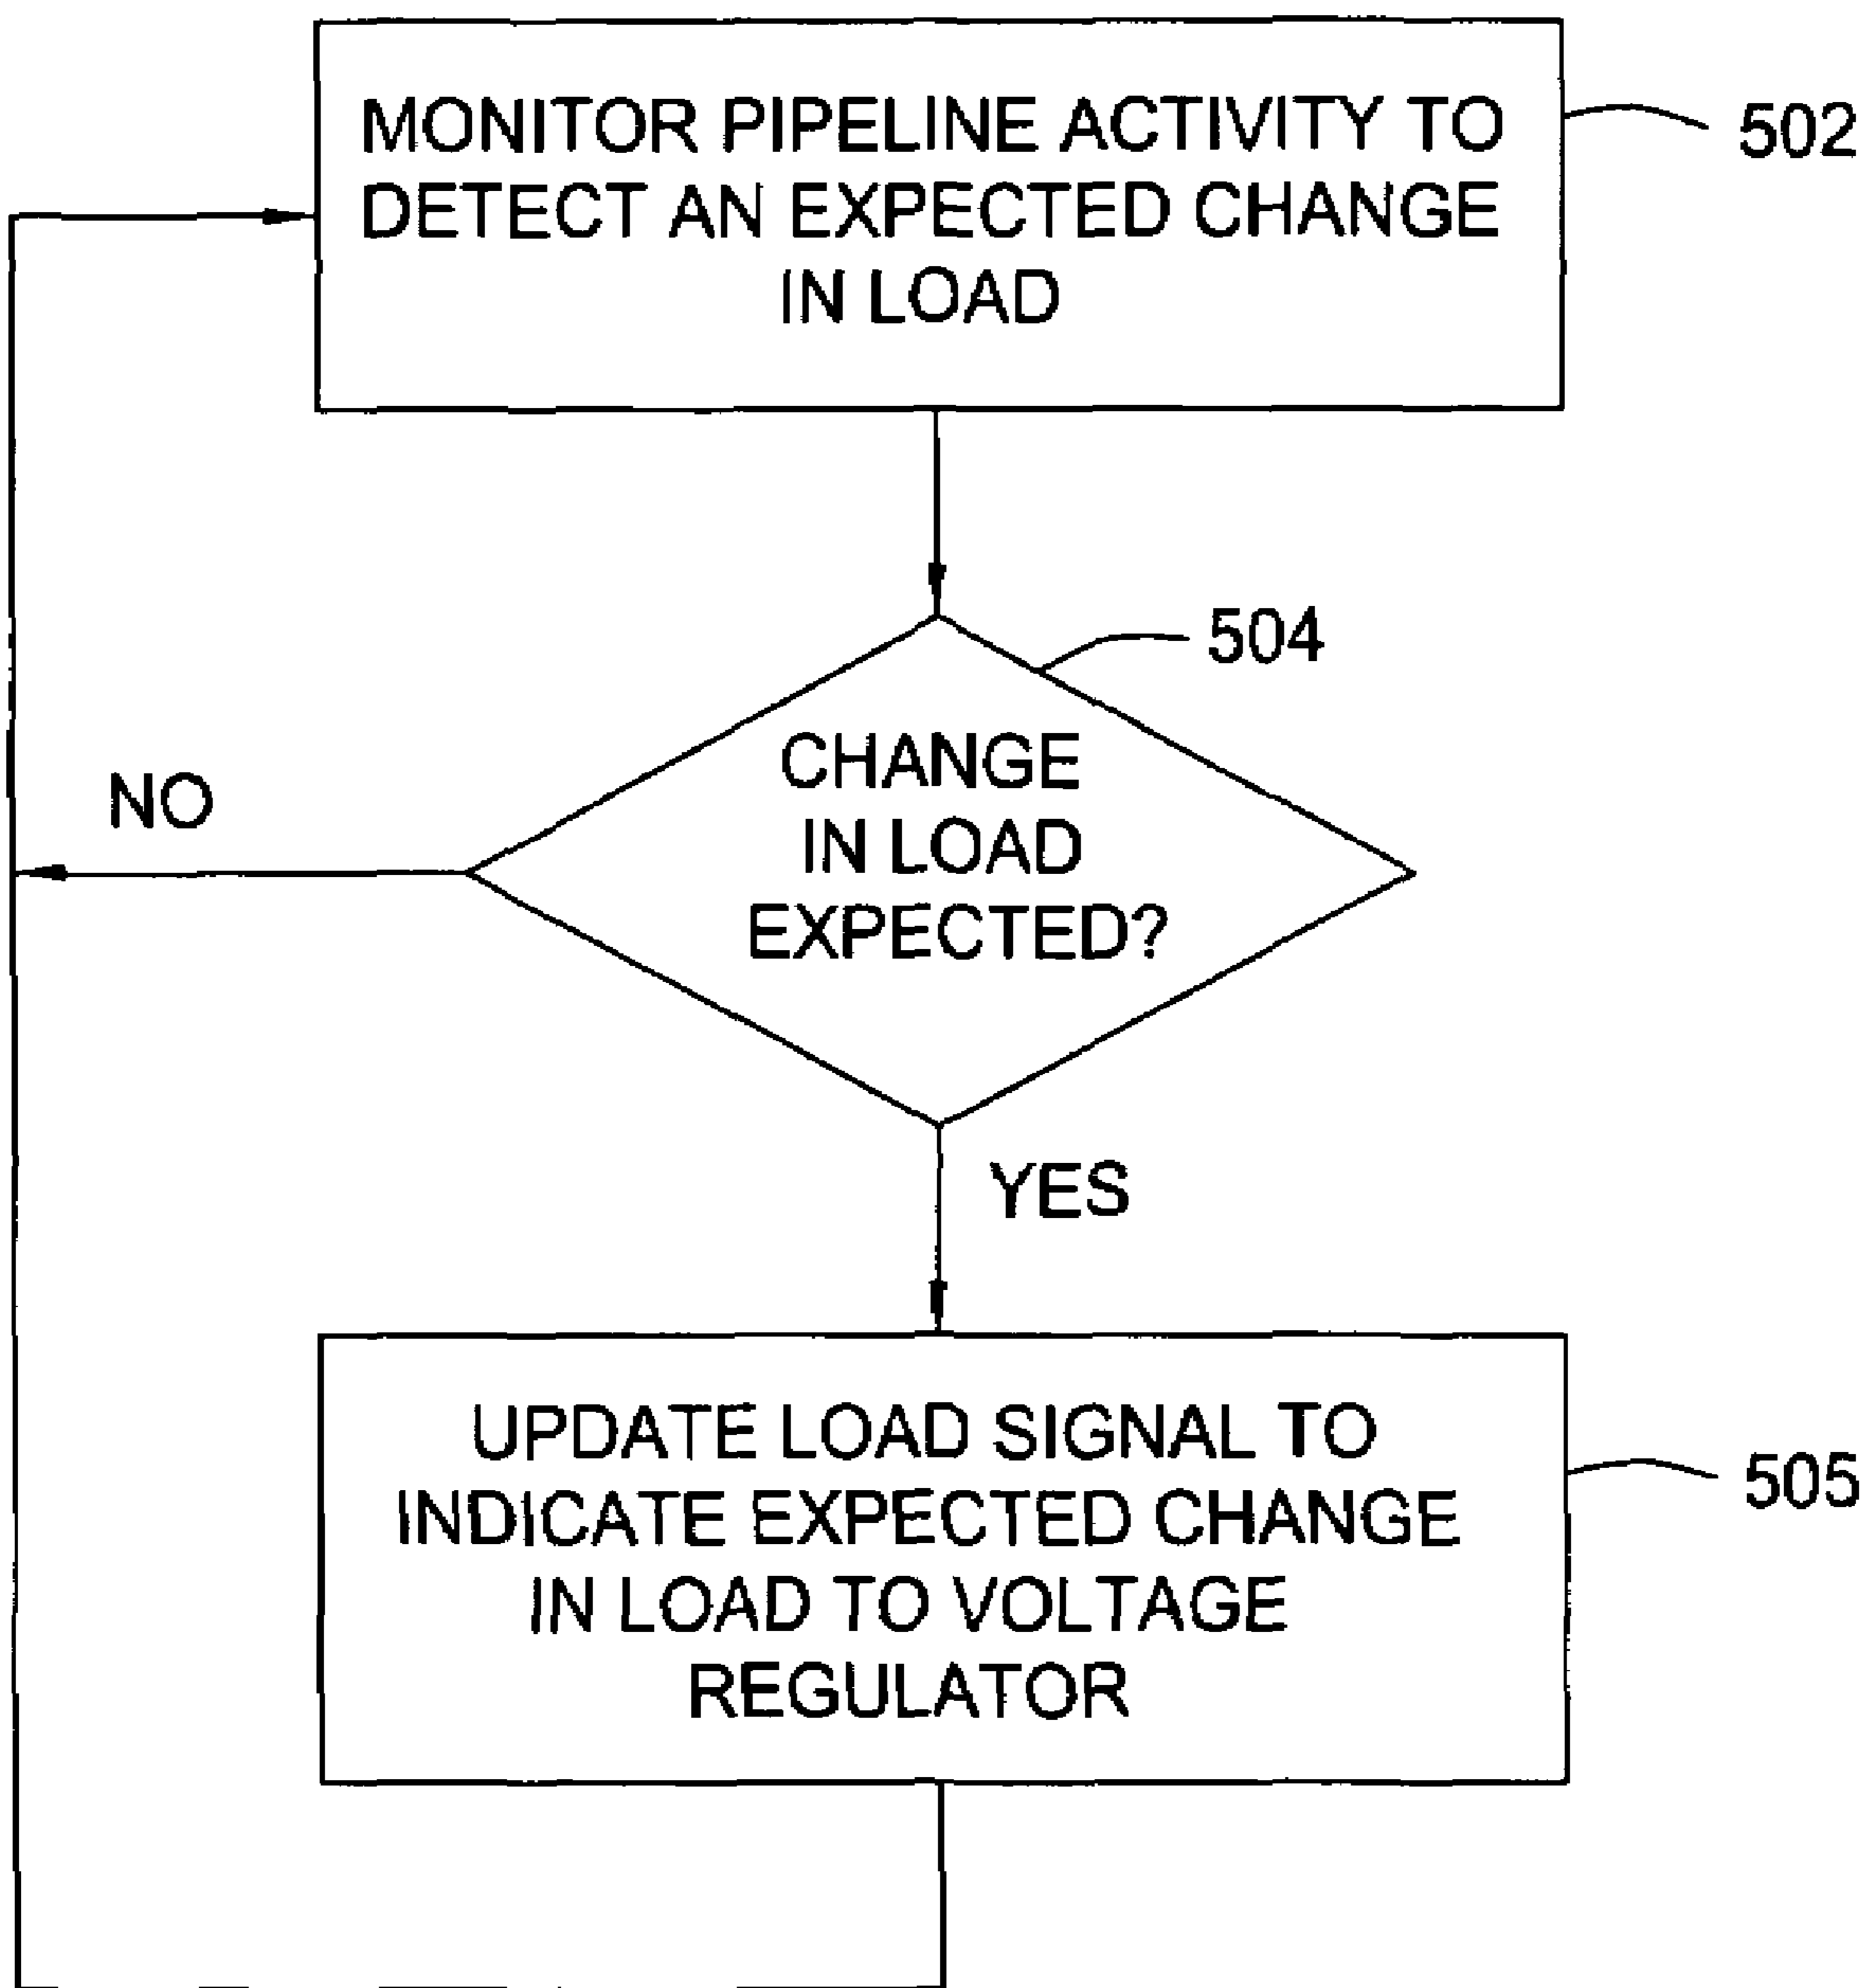 MONITOR PIPELINE ACTIVITY TO
DETECT AN EXPECTED CHANGE
IN LOAD
502
504
CHANGE
IN LOAD
EXPECTED?
NO
YES
UPDATE LOAD SIGNAL TO
INDICATE EXPECTED CHANGE
IN LOAD TO VOLTAGE
REGULATOR
505